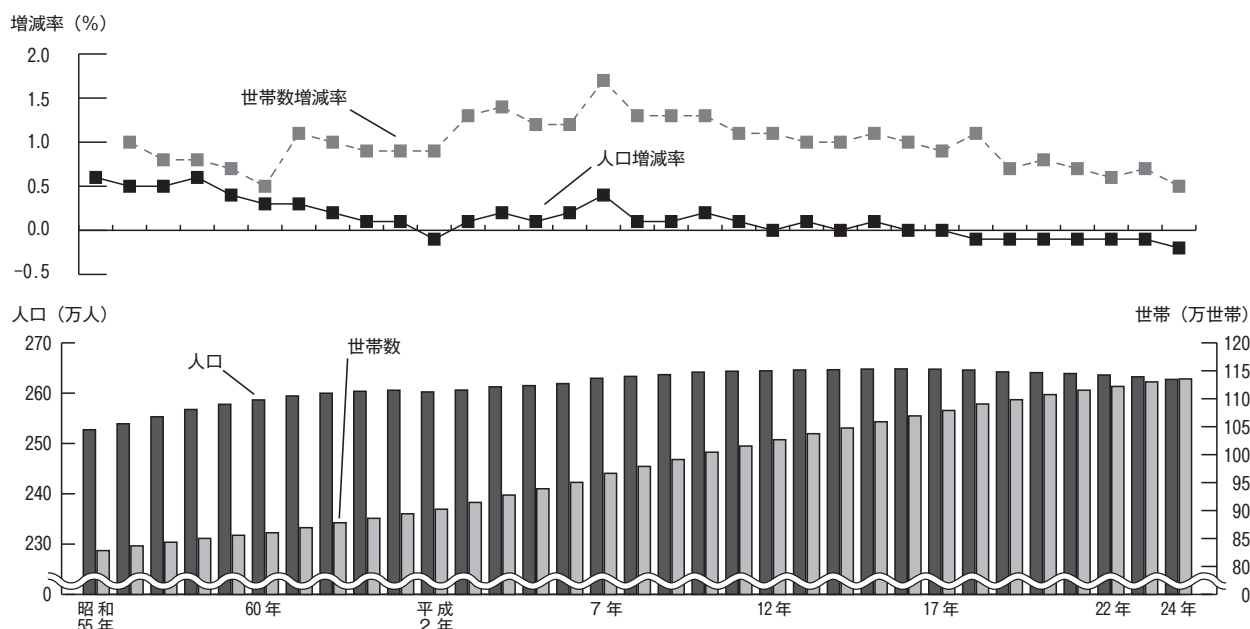 増減率（%）
2.0
1.5
1.0
0.5
0.0
-0.5
世帯数増減率
人口増減率
人口（万人）
世帯（万世帯）
270
260
250
240
230
0
人口
世帯数
120
115
110
105
100
95
90
85
80
0
昭和
55年
60年
平成
2年
7年
12年
17年
22年
24年